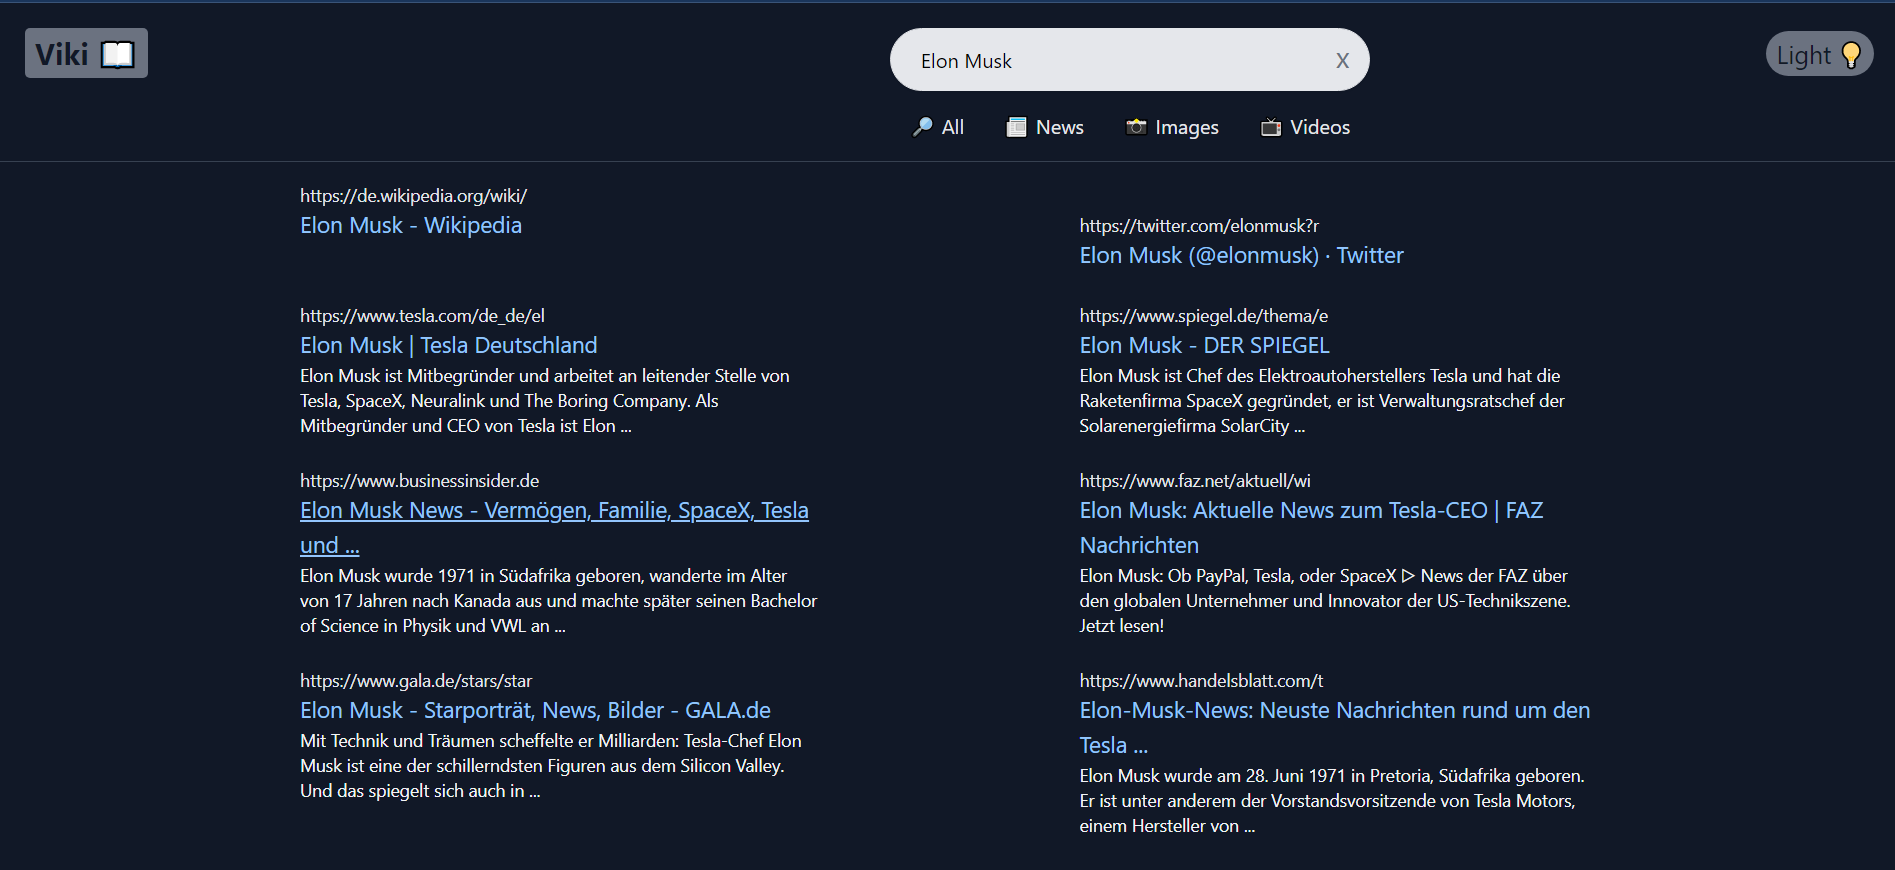 Viki
Elon Musk X
Light
All News Images Videos
https://de.wikipedia.org/wiki/
Elon Musk - Wikipedia
https://twitter.com/elonmusk?r
Elon Musk (@elonmusk) · Twitter
https://www.tesla.com/de_de/el
Elon Musk | Tesla Deutschland
Elon Musk ist Mitbegründer und arbeitet an leitender Stelle von
Tesla, SpaceX, Neuralink und The Boring Company. Als
Mitbegründer und CEO von Tesla ist Elon ...
https://www.spiegel.de/thema/e
Elon Musk - DER SPIEGEL
Elon Musk ist Chef des Elektroautoherstellers Tesla und hat die
Raketenfirma SpaceX gegründet, er ist Verwaltungsratschef der
Solarenergiefirma SolarCity ...
https://www.businessinsider.de
Elon Musk News - Vermögen, Familie, SpaceX, Tesla
und ...
Elon Musk wurde 1971 in Südafrika geboren, wanderte im Alter
von 17 Jahren nach Kanada aus und machte später seinen Bachelor
of Science in Physik und VWL an ...
https://www.faz.net/aktuell/wi
Elon Musk: Aktuelle News zum Tesla-CEO | FAZ
Nachrichten
Elon Musk: Ob PayPal, Tesla, oder SpaceX ▷ News der FAZ über
den globalen Unternehmer und Innovator der US-Technikszene.
Jetzt lesen!
https://www.gala.de/stars/star
Elon Musk - Starporträt, News, Bilder - GALA.de
Mit Technik und Träumen scheffelte er Milliarden: Tesla-Chef Elon
Musk ist eine der schillerndsten Figuren aus dem Silicon Valley.
Und das spiegelt sich auch in ...
https://www.handelsblatt.com/t
Elon-Musk-News: Neuste Nachrichten rund um den
Tesla ...
Elon Musk wurde am 28. Juni 1971 in Pretoria, Südafrika geboren.
Er ist unter anderem der Vorstandsvorsitzende von Tesla Motors,
einem Hersteller von ...